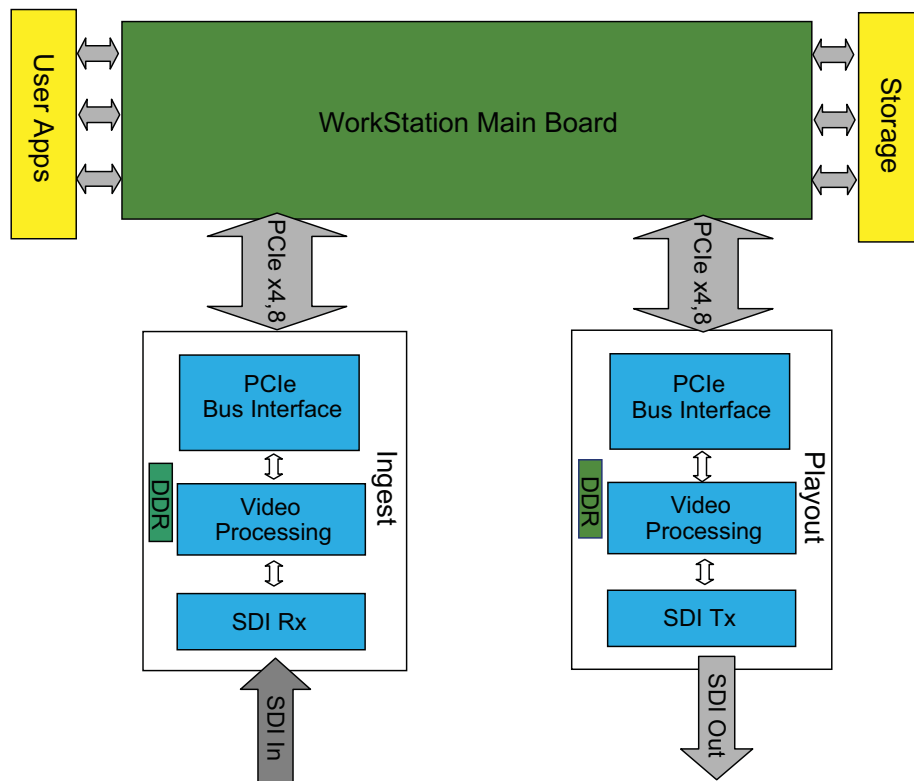 User Apps
WorkStation Main Board
Storage
PCIe x4,8
PCIe x4,8
PCIe
Bus Interface
Ingest
DDR
Video
Processing
SDI Rx
SDI In
PCIe
Bus Interface
Playout
DDR
Video
Processing
SDI Tx
SDI Out